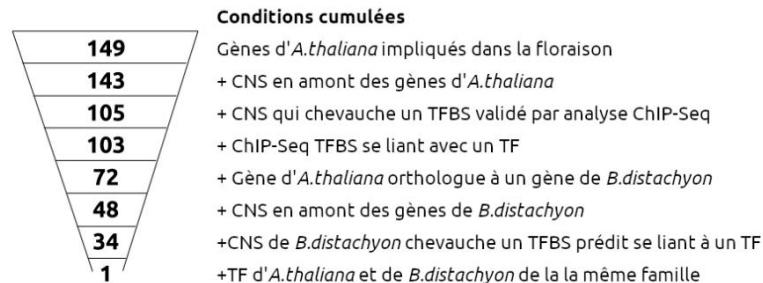 Conditions cumulées
149 Gènes d'A.thaliana impliqués dans la floraison
143 + CNS en amont des gènes d'A.thaliana
105 + CNS qui chevauche un TFBS validé par analyse ChIP-Seq
103 + ChIP-Seq TFBS se liant avec un TF
72 + Gène d'A.thaliana orthologue à un gène de B.distachyon
48 + CNS en amont des gènes de B.distachyon
34 +CNS de B.distachyon chevauche un TFBS prédit se liant à un TF
1 +TF d'A.thaliana et de B.distachyon de la la même famille